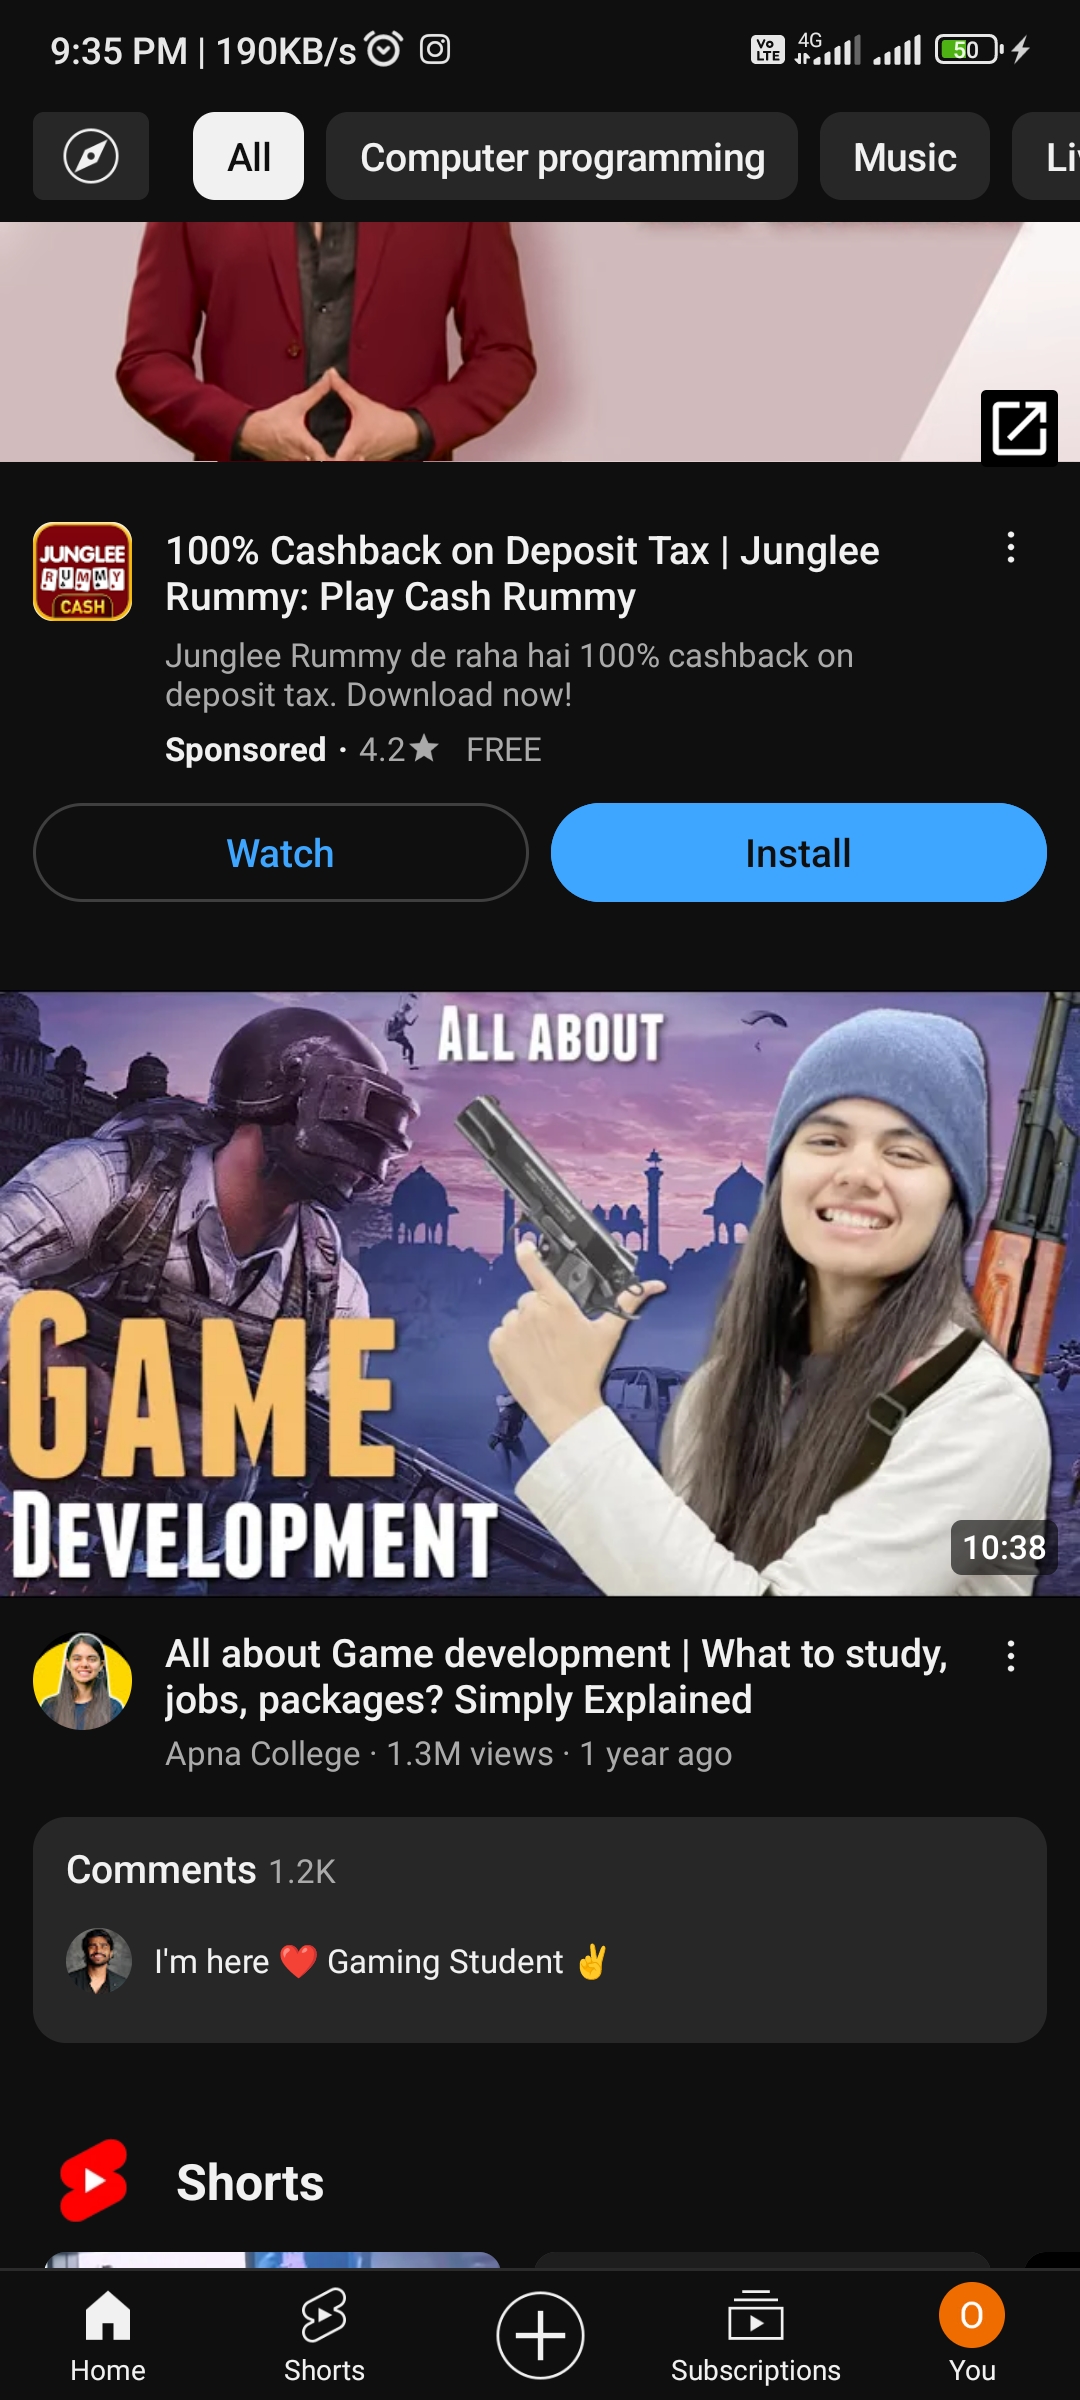 9:35 PM | 190KB/s
Vo LTE 4G 50
All Computer programming Music
JUNGLEE
RUMMY
CASH
100% Cashback on Deposit Tax | Junglee
Rummy: Play Cash Rummy
Junglee Rummy de raha hai 100% cashback on
deposit tax. Download now!
Sponsored · 4.2★ FREE
Watch Install
ALL ABOUT
GAME
DEVELOPMENT
10:38
All about Game development | What to study,
jobs, packages? Simply Explained
Apna College · 1.3M views · 1 year ago
Comments 1.2K
I'm here ❤️ Gaming Student ✌️
Shorts
Home Shorts Subscriptions O You